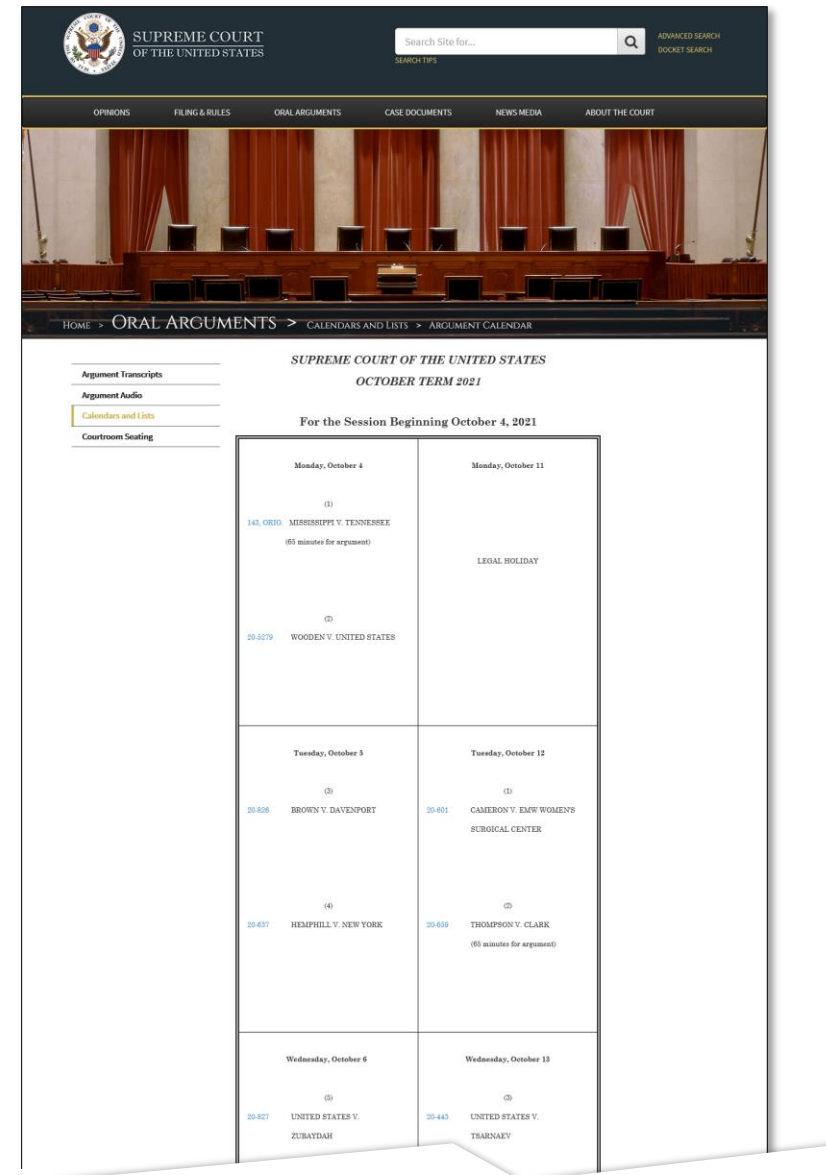 SUPREME COURT
OF THE UNITED STATES
Search Site for...
SEARCH TIPS
ADVANCED SEARCH
DOCKET SEARCH
OPINIONS
FILING & RULES
ORAL ARGUMENTS
CASE DOCUMENTS
NEWS MEDIA
ABOUT THE COURT
HOME > ORAL ARGUMENTS > CALENDARS AND LISTS > ARGUMENT CALENDAR
Argument Transcripts
Argument Audio
Calendars and Lists
Courtroom Seating
SUPREME COURT OF THE UNITED STATES
OCTOBER TERM 2021
For the Session Beginning October 4, 2021
Monday, October 4
(1)
143, ORIG. MISSISSIPPI V. TENNESSEE
(65 minutes for argument)
(2)
20-5279 WOODEN V. UNITED STATES
Monday, October 11
LEGAL HOLIDAY
Tuesday, October 5
(3)
20-826 BROWN V. DAVENPORT
(4)
20-637 HEMPHILL V. NEW YORK
Tuesday, October 12
(1)
20-601 CAMERON V. EMW WOMEN'S
SURGICAL CENTER
(2)
20-659 THOMPSON V. CLARK
(65 minutes for argument)
Wednesday, October 6
(5)
20-827 UNITED STATES V.
ZUBAYDAH
Wednesday, October 13
(3)
20-443 UNITED STATES V.
TSARNAEV